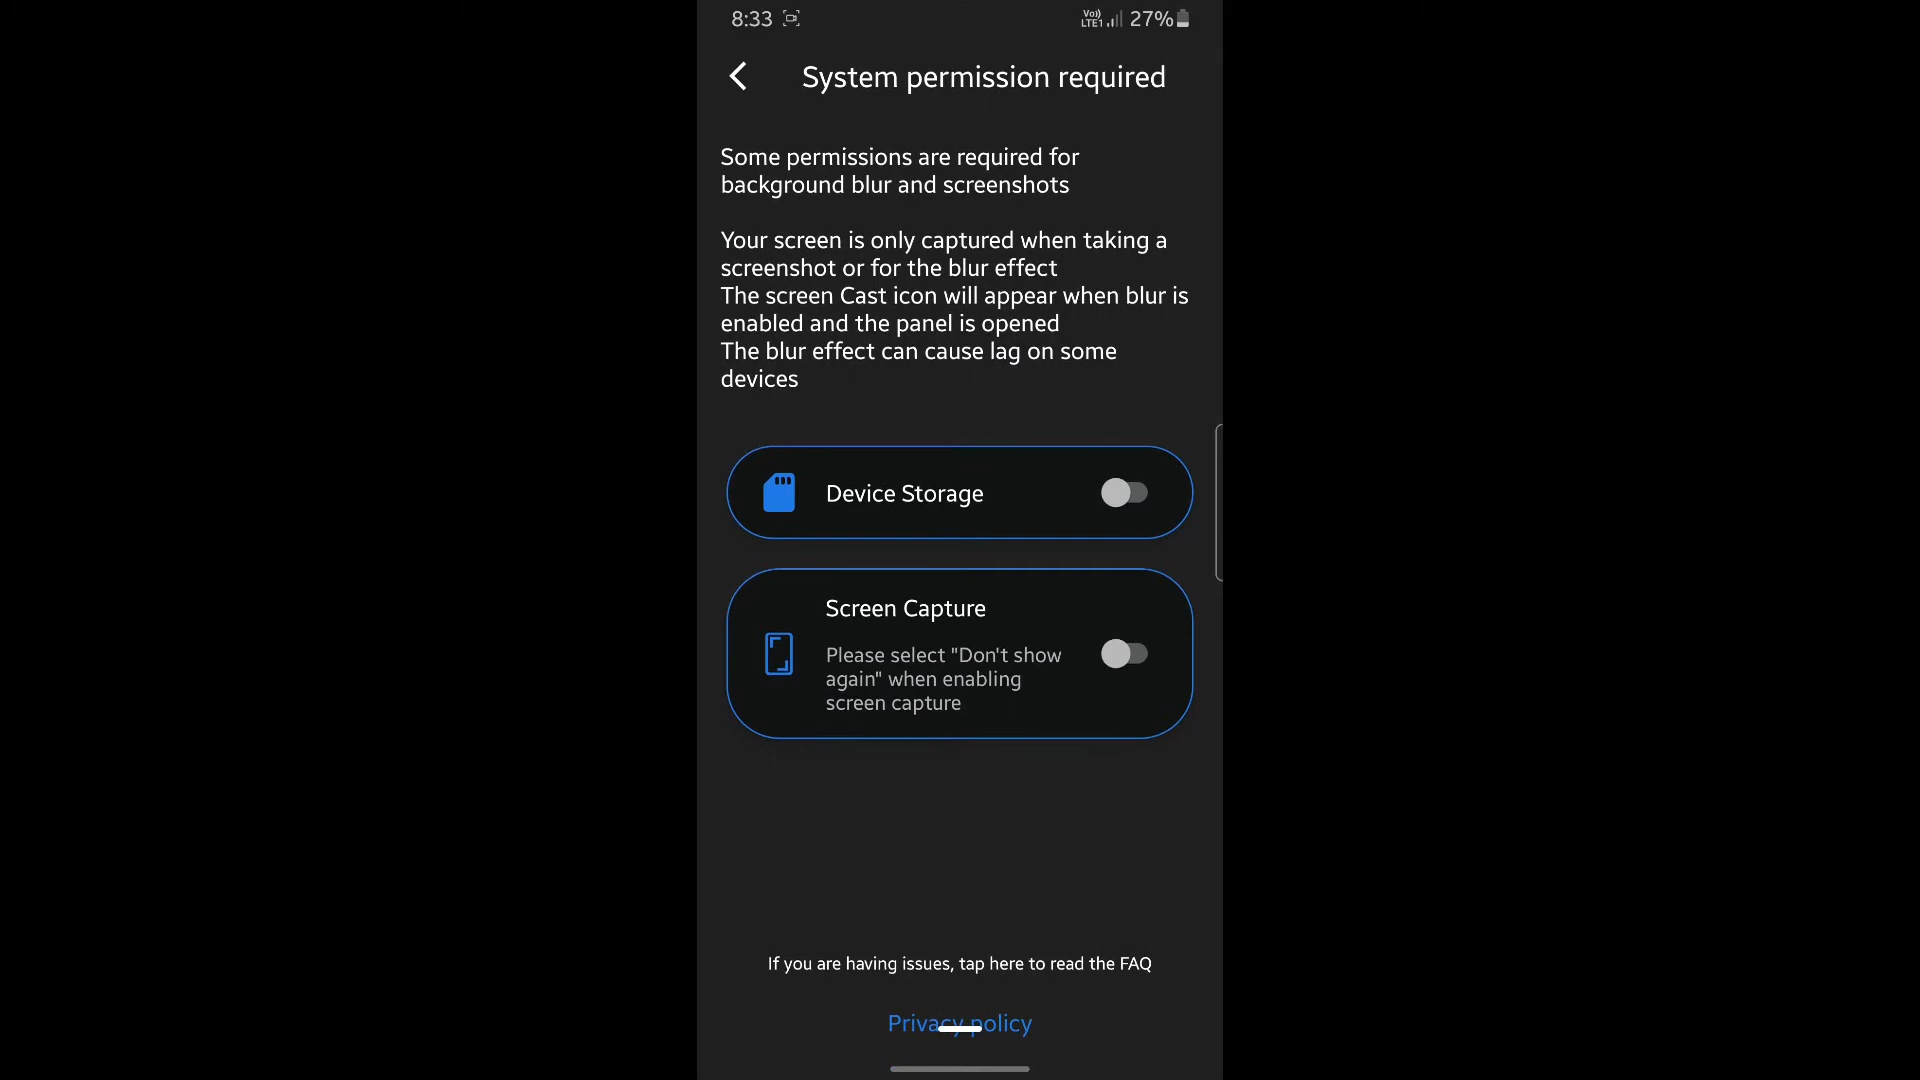 8:33
Vo))
LTE1
27%
System permission required
Some permissions are required for
background blur and screenshots
Your screen is only captured when taking a
screenshot or for the blur effect
The screen Cast icon will appear when blur is
enabled and the panel is opened
The blur effect can cause lag on some
devices
Device Storage
Screen Capture
Please select "Don't show
again" when enabling
screen capture
If you are having issues, tap here to read the FAQ
Privacy policy